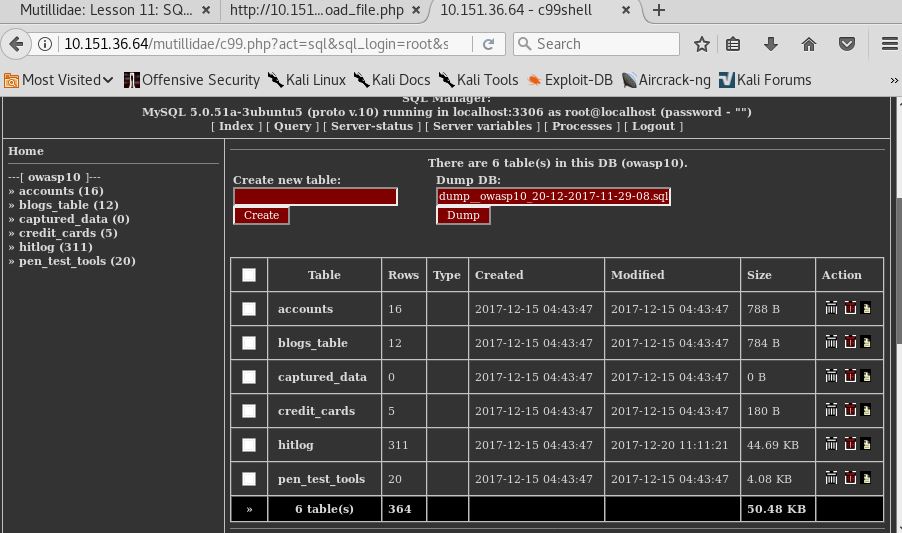 Mutillidae: Lesson 11: SQ...
http://10.151...oad_file.php
10.151.36.64 - c99shell
10.151.36.64/mutillidae/c99.php?act=sql&sql_login=root&s
Search
Most Visited
Offensive Security
Kali Linux
Kali Docs
Kali Tools
Exploit-DB
Aircrack-ng
Kali Forums
»
SQL Manager:
MySQL 5.0.51a-3ubuntu5 (proto v.10) running in localhost:3306 as root@localhost (password - "")
[ Index ] [ Query ] [ Server-status ] [ Server variables ] [ Processes ] [ Logout ]
Home
---[ owasp10 ]---
» accounts (16)
» blogs_table (12)
» captured_data (0)
» credit_cards (5)
» hitlog (311)
» pen_test_tools (20)
There are 6 table(s) in this DB (owasp10).
Create new table:
Create
Dump DB:
dump__owasp10_20-12-2017-11-29-08.sql
Dump
Table Rows Type Created Modified Size Action
accounts 16 2017-12-15 04:43:47 2017-12-15 04:43:47 788 B
blogs_table 12 2017-12-15 04:43:47 2017-12-15 04:43:47 784 B
captured_data 0 2017-12-15 04:43:47 2017-12-15 04:43:47 0 B
credit_cards 5 2017-12-15 04:43:47 2017-12-15 04:43:47 180 B
hitlog 311 2017-12-15 04:43:47 2017-12-20 11:11:21 44.69 KB
pen_test_tools 20 2017-12-15 04:43:47 2017-12-15 04:43:47 4.08 KB
» 6 table(s) 364 50.48 KB